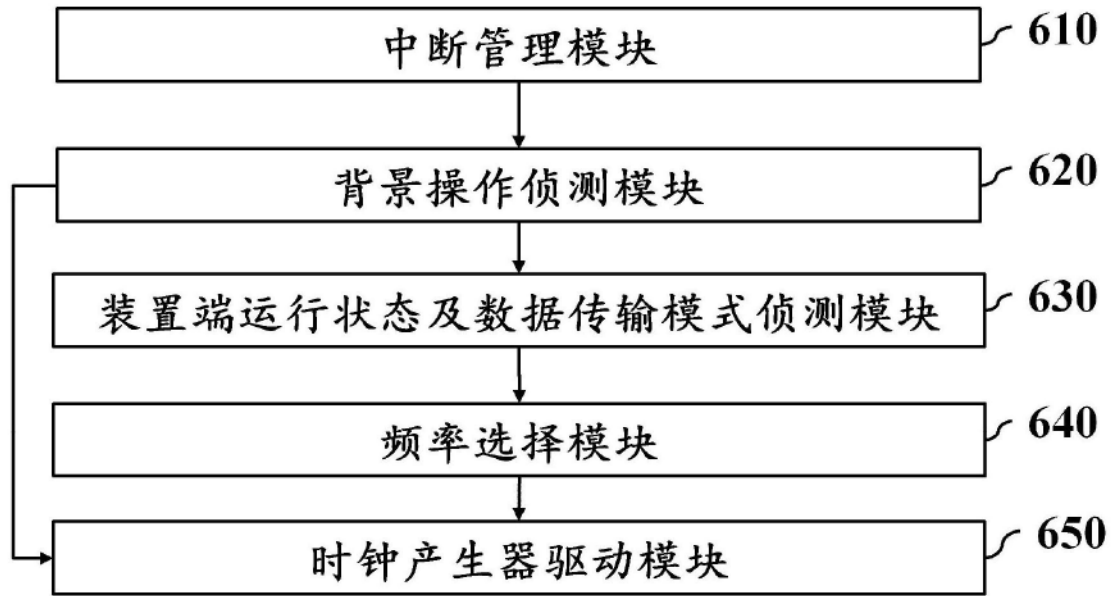 中断管理模块 610
背景操作侦测模块 620
装置端运行状态及数据传输模式侦测模块 630
频率选择模块 640
时钟产生器驱动模块 650